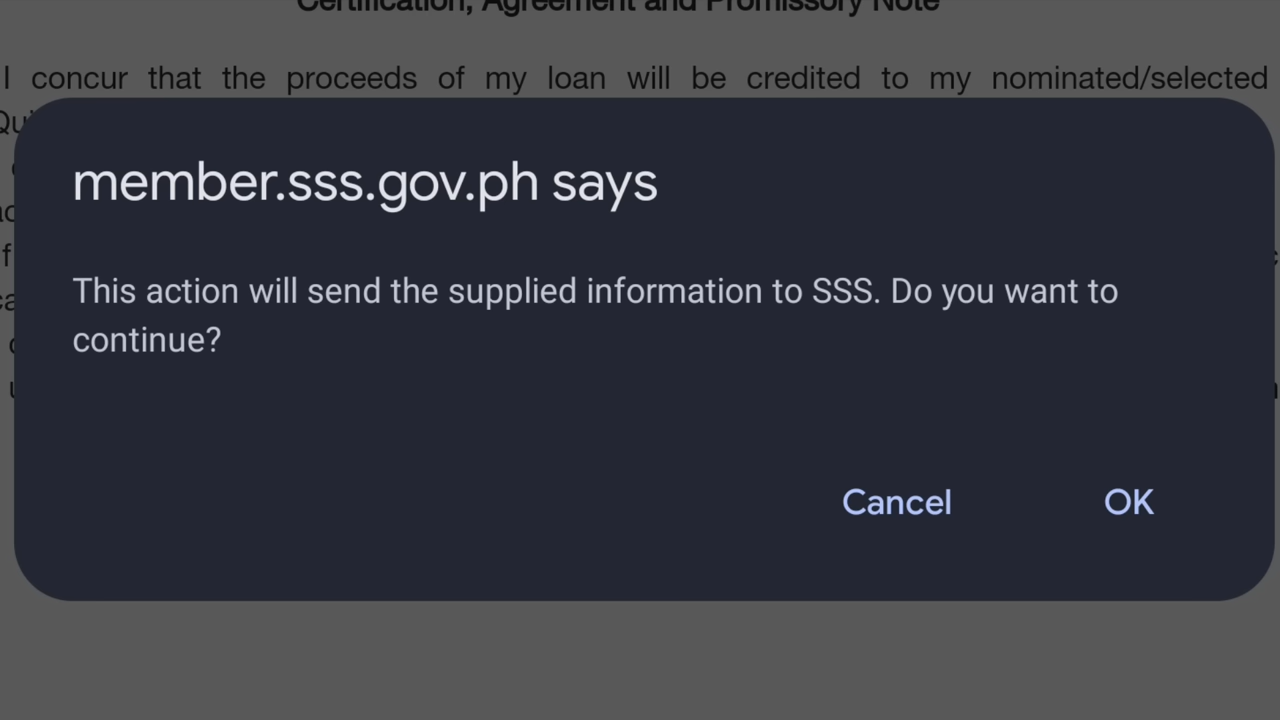 Certification, Agreement and Promissory Note
I concur that the proceeds of my loan will be credited to my nominated/selected
member.sss.gov.ph says
This action will send the supplied information to SSS. Do you want to
continue?
Cancel OK